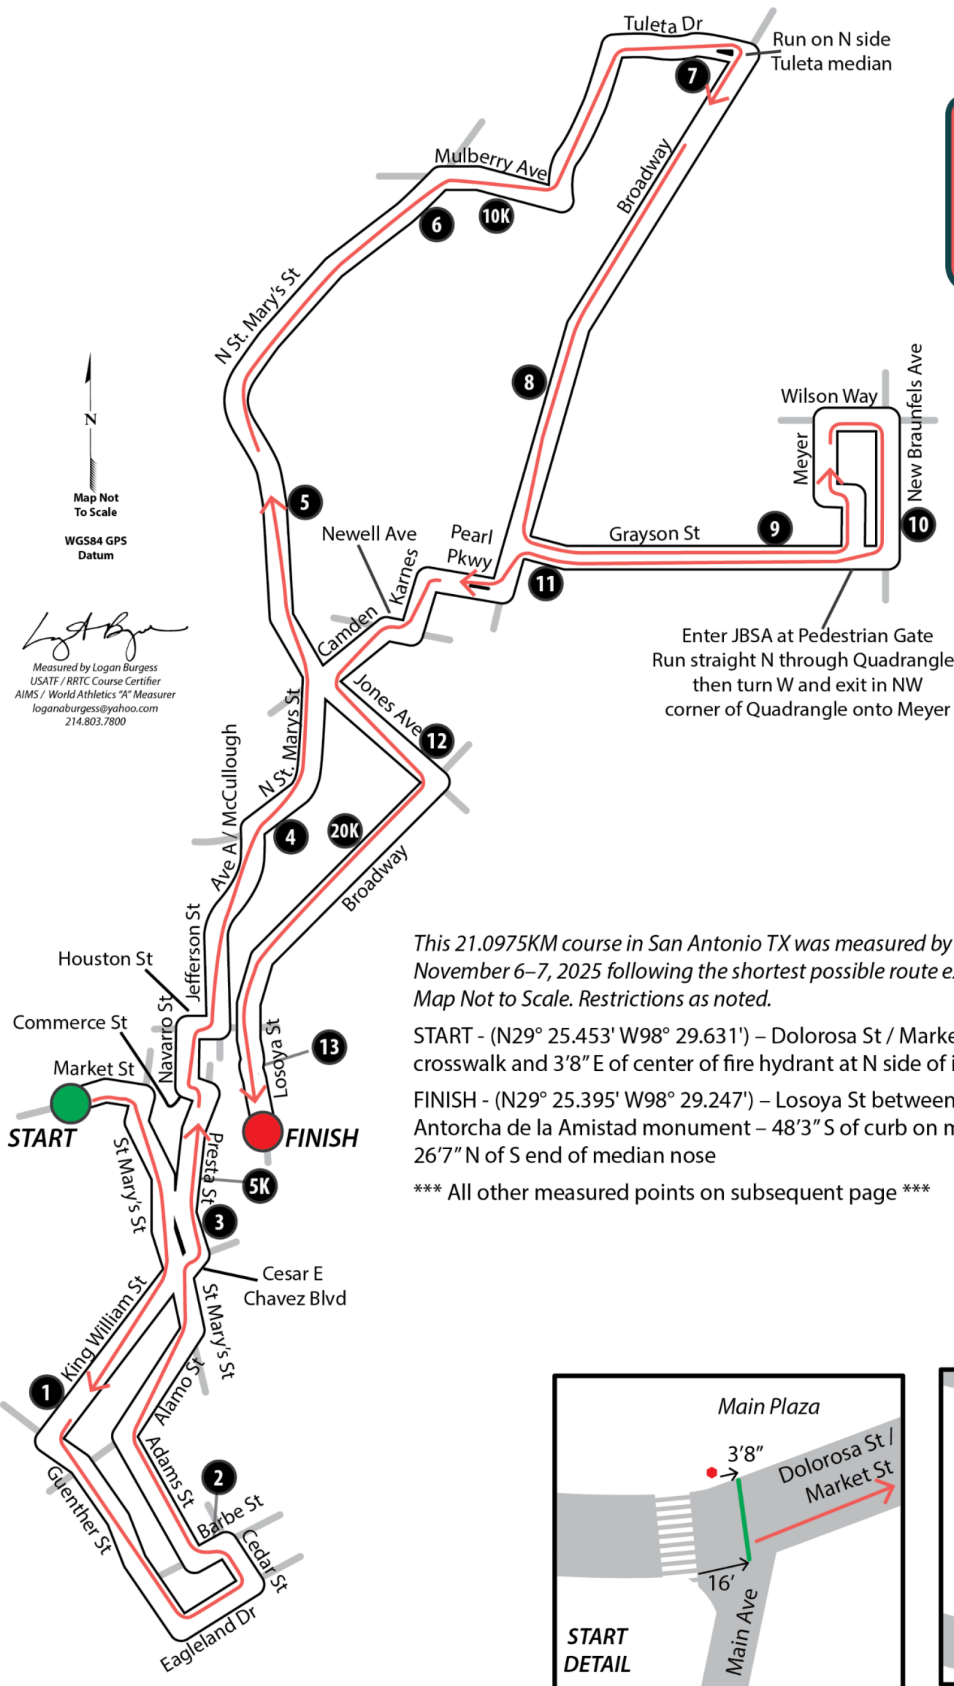 Tuleta Dr
Run on N side
Tuleta median
7
Mulberry Ave
Broadway
6
10K
N St. Mary's St
8
Wilson Way
New Braunfels Ave
Meyer
N
Map Not
To Scale
WGS84 GPS
Datum
5
Newell Ave
Pearl
Pkwy
Karnes
Grayson St
9
10
11
Camden
Measured by Logan Burgess
USATF / RRTC Course Certifier
AIMS / World Athletics "A" Measurer
loganaburgess@yahoo.com
214.803.7800
Enter JBSA at Pedestrian Gate
Run straight N through Quadrangle
then turn W and exit in NW
corner of Quadrangle onto Meyer
Jones Ave
12
N St. Marys St
Ave A / McCullough
4
20K
Broadway
Jefferson St
Houston St
Navarro St
Commerce St
Market St
Losoya St
13
START
FINISH
St Mary's St
Presta St
5K
3
This 21.0975KM course in San Antonio TX was measured by
November 6–7, 2025 following the shortest possible route e
Map Not to Scale. Restrictions as noted.
START - (N29° 25.453' W98° 29.631') – Dolorosa St / Marke
crosswalk and 3'8" E of center of fire hydrant at N side of i
FINISH - (N29° 25.395' W98° 29.247') – Losoya St between
Antorcha de la Amistad monument – 48'3" S of curb on m
26'7" N of S end of median nose
*** All other measured points on subsequent page ***
Cesar E
Chavez Blvd
King William St
St Mary's St
1
Alamo St
Adams St
Guenther St
2
Barbe St
Cedar St
Eagleland Dr
Main Plaza
3'8"
Dolorosa St /
Market St
16'
Main Ave
START
DETAIL